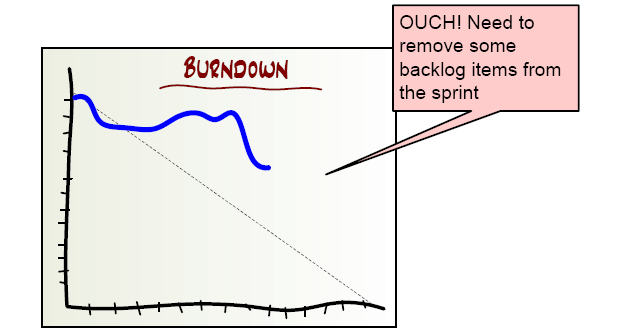 BURNDOWN
OUCH! Need to
remove some
backlog items from
the sprint